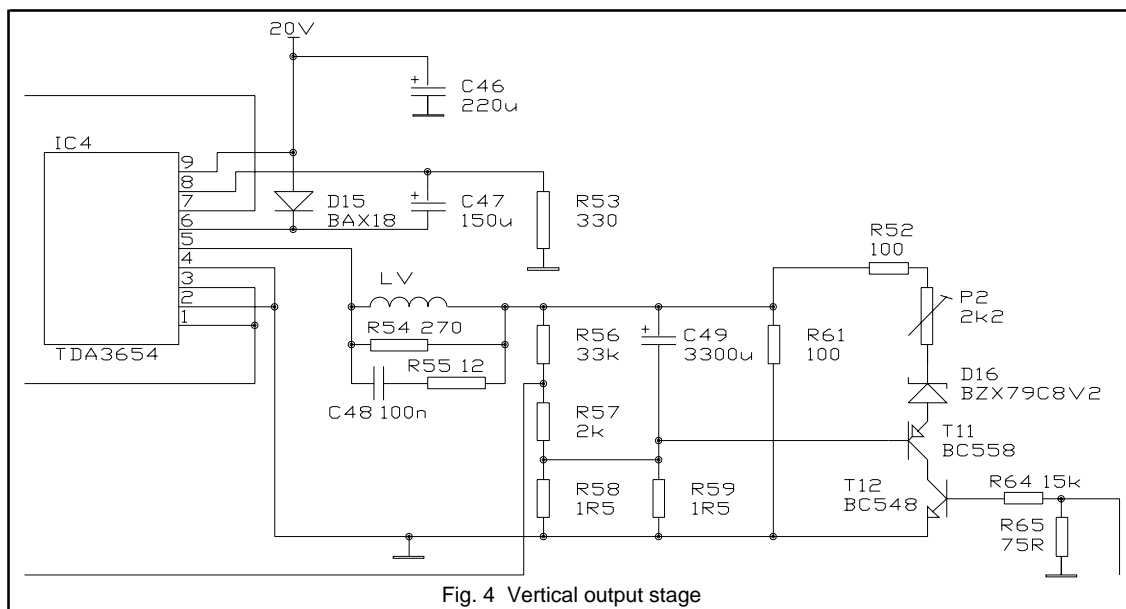 20V
C46
220u
IC4
9
8
7
6
5
4
3
2
1
TDA3654
D15
BAX18
C47
150u
R53
330
LV
R54 270
R55 12
C48 100n
R56
33k
R57
2k
R58
1R5
C49
3300u
R59
1R5
R61
100
R52
100
P2
2k2
D16
BZX79C8V2
T11
BC558
T12
BC548
R64 15k
R65
75R
Fig. 4 Vertical output stage